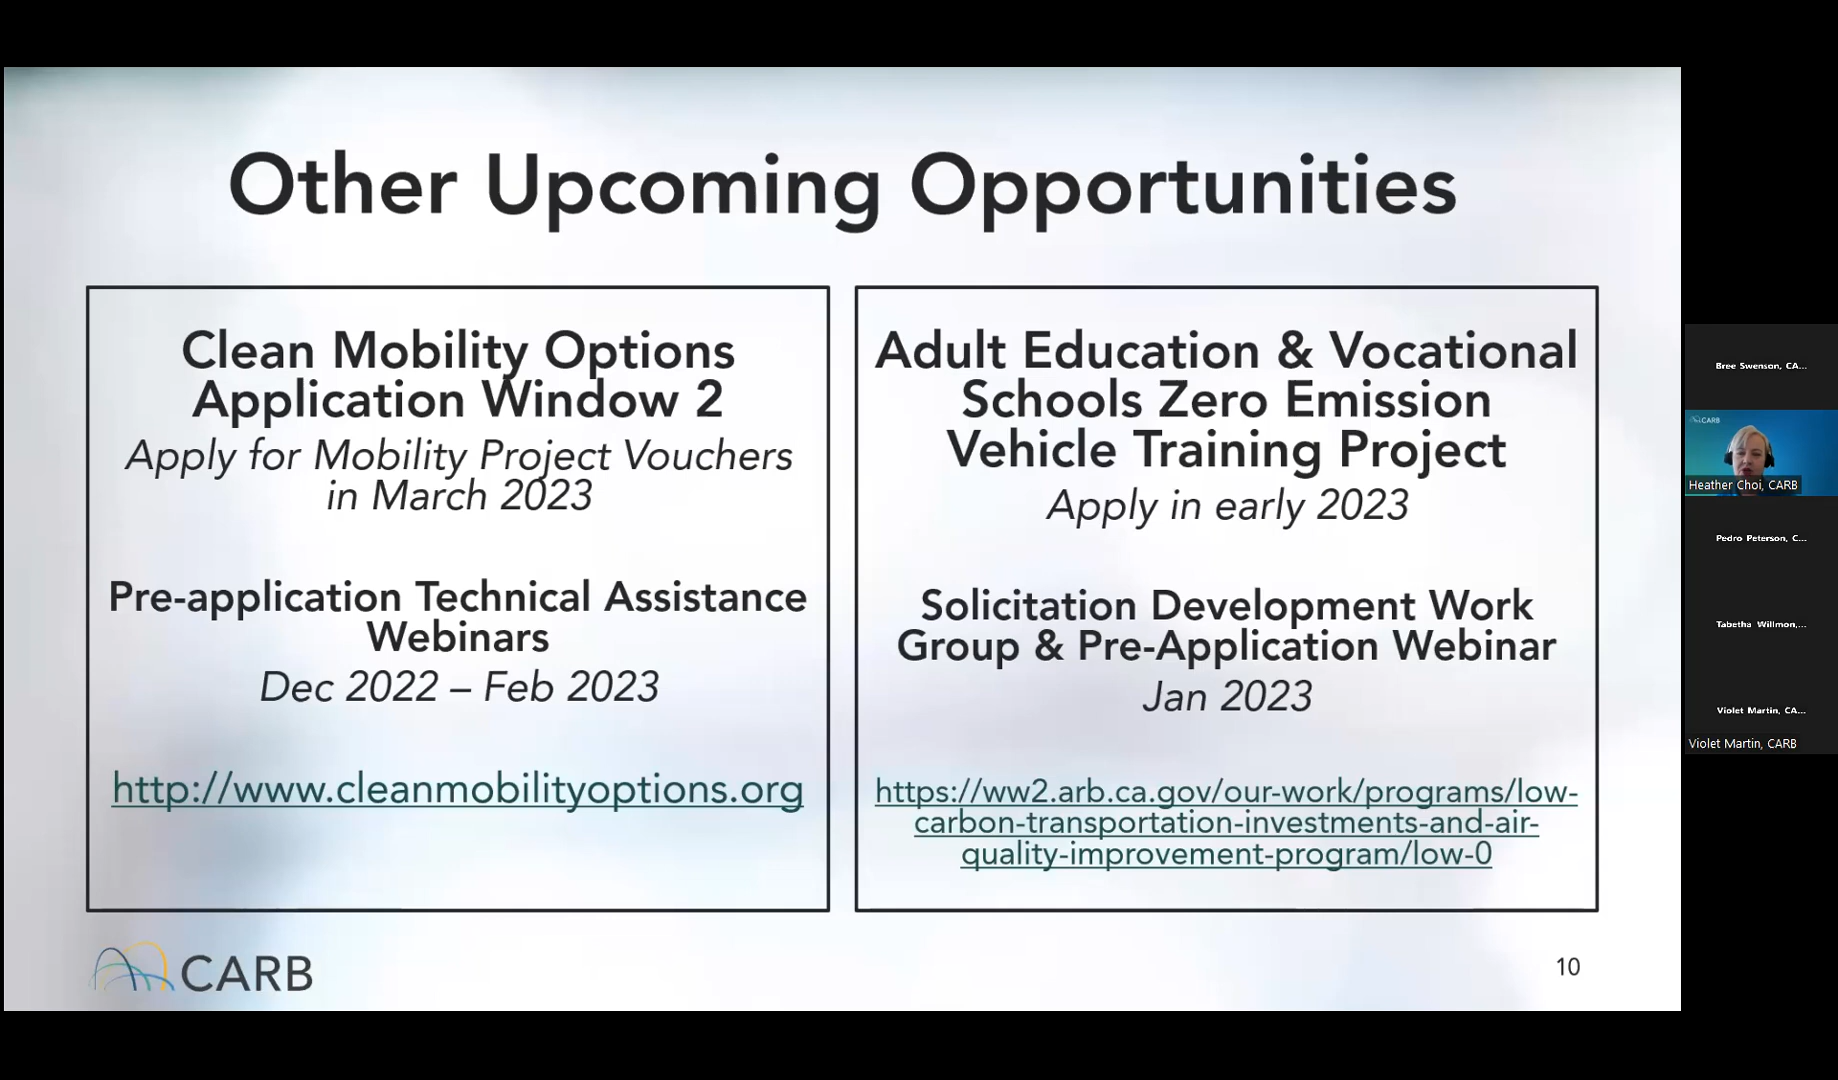 Other Upcoming Opportunities
Clean Mobility Options
Application Window 2
Apply for Mobility Project Vouchers
in March 2023
Pre-application Technical Assistance
Webinars
Dec 2022 – Feb 2023
http://www.cleanmobilityoptions.org
Adult Education & Vocational
Schools Zero Emission
Vehicle Training Project
Apply in early 2023
Solicitation Development Work
Group & Pre-Application Webinar
Jan 2023
https://ww2.arb.ca.gov/our-work/programs/low-
carbon-transportation-investments-and-air-
quality-improvement-program/low-0
CARB
10
Bree Swenson, CA...
CARB
Heather Choi, CARB
Pedro Peterson, C...
Tabetha Willmon,...
Violet Martin, CA...
Violet Martin, CARB